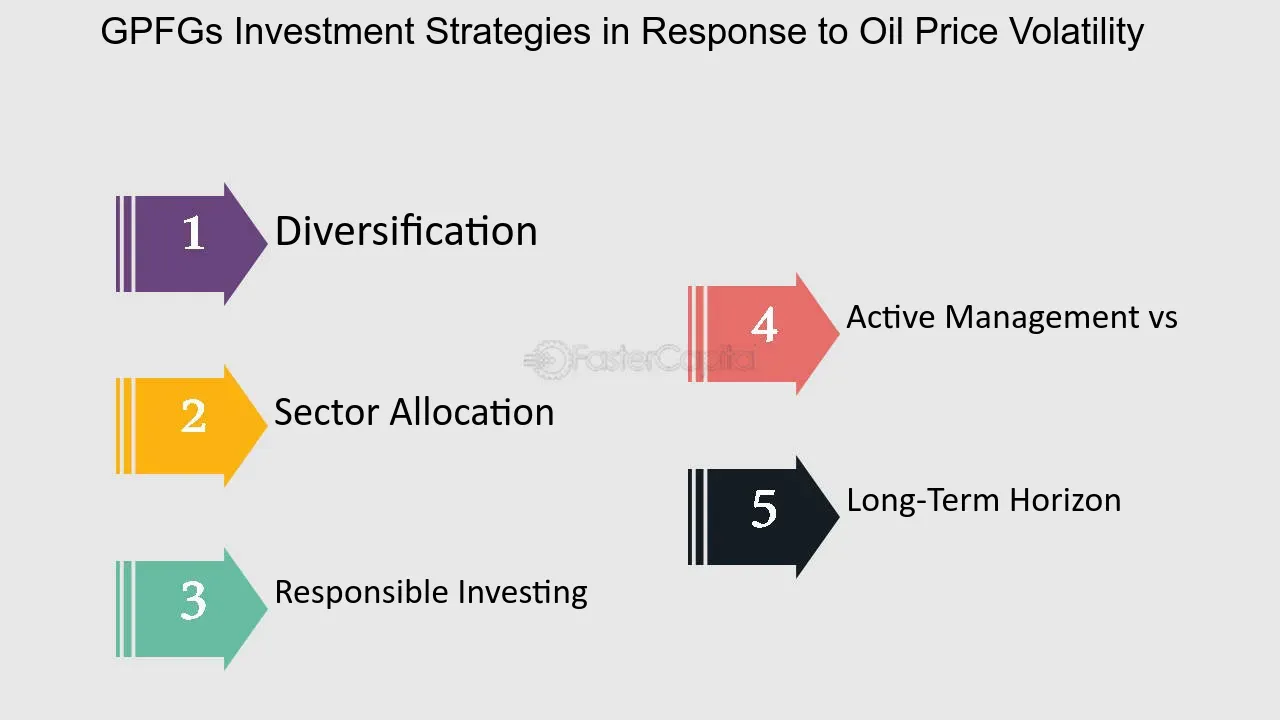 GPFGs Investment Strategies in Response to Oil Price Volatility
1 Diversification
2 Sector Allocation
3 Responsible Investing
4 Active Management vs
5 Long-Term Horizon
FasterCapital